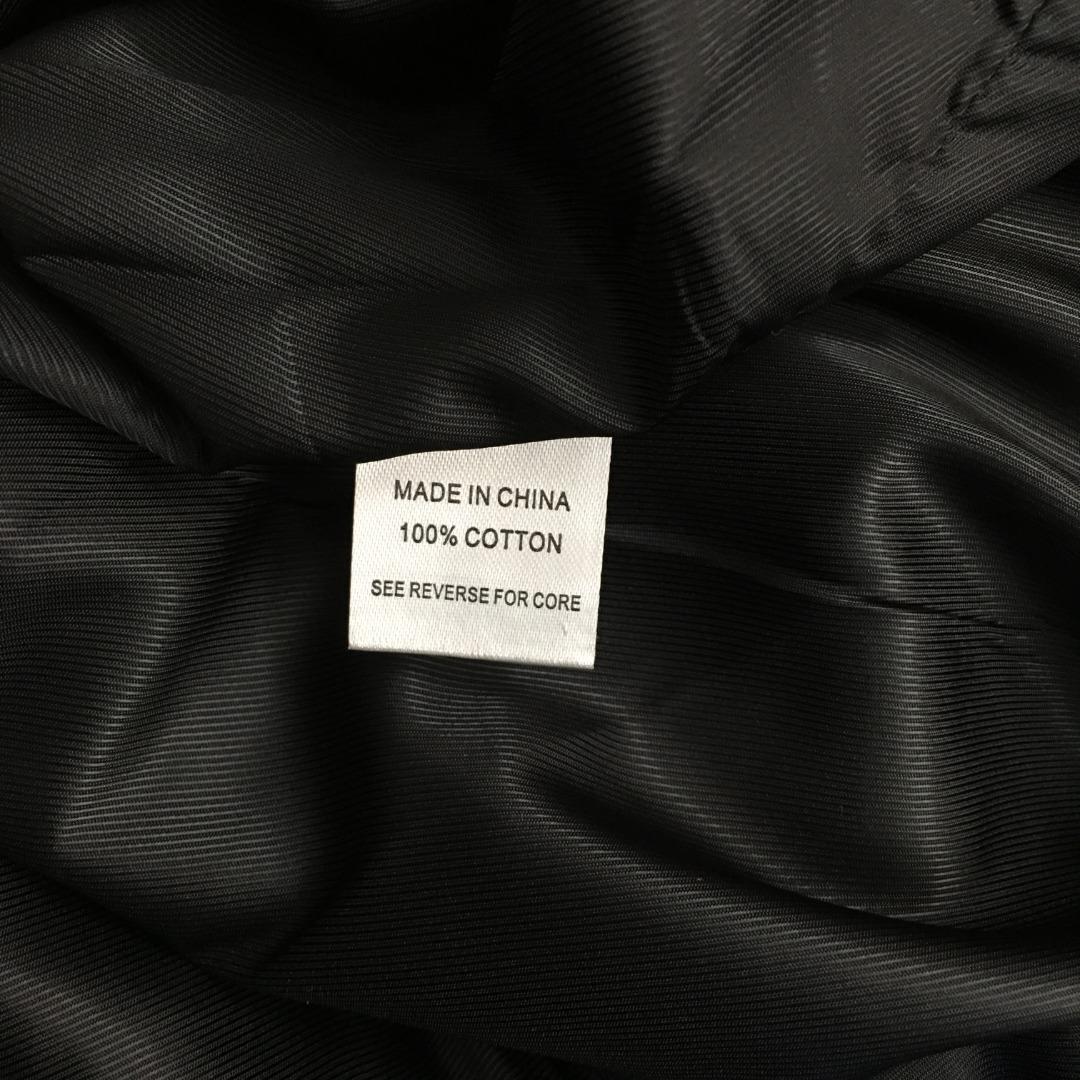 MADE IN CHINA
100% COTTON
SEE REVERSE FOR CORE